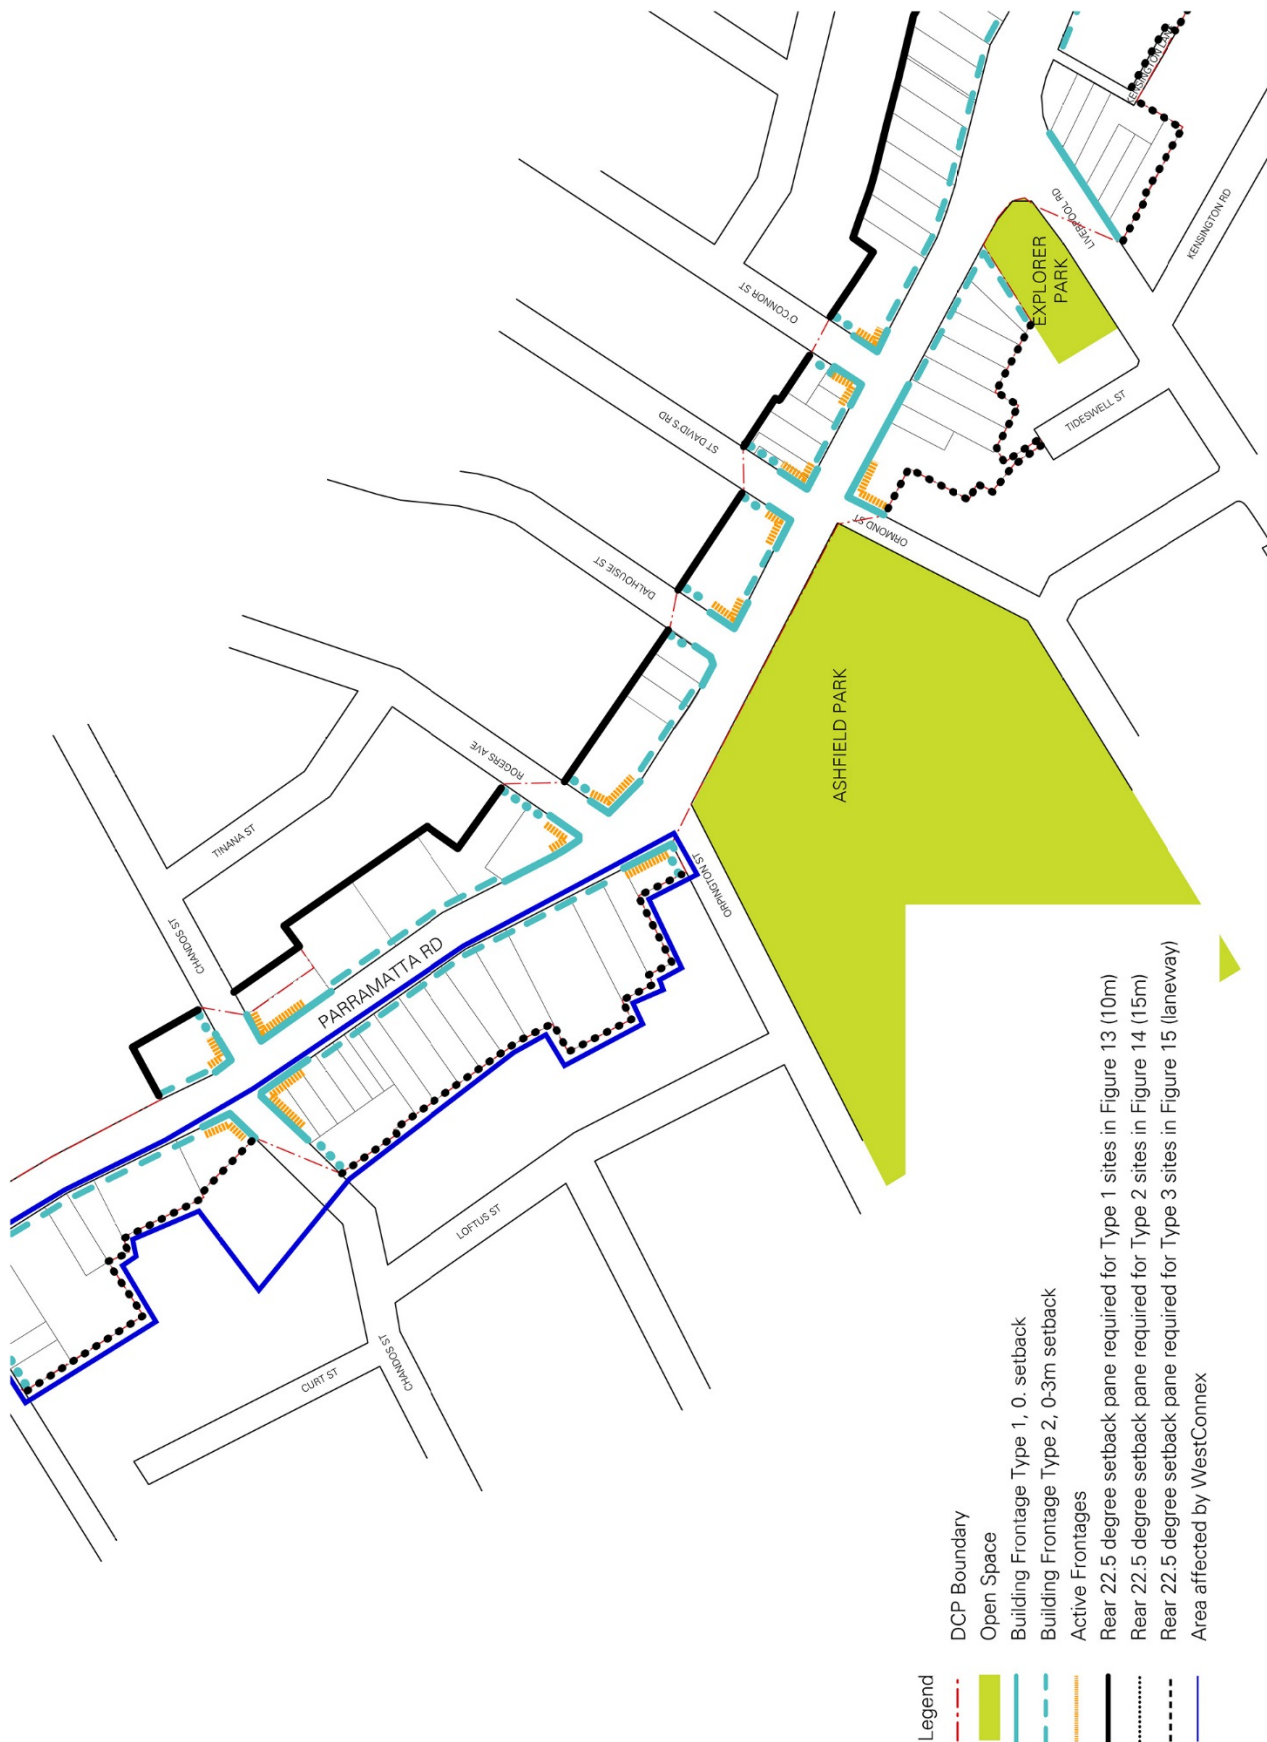 KENSINGTON LANE
LIVERPOOL RD
KENSINGTON RD
EXPLORER
PARK
O'CONNOR ST
ST DAVID'S RD
TIDESWELL ST
ORMOND ST
DALHOUSIE ST
ASHFIELD PARK
ROGERS AVE
TINANA ST
ORPINGTON ST
CHANDOS ST
PARRAMATTA RD
LOFTUS ST
CHANDOS ST
CURT ST
Legend
DCP Boundary
Open Space
Building Frontage Type 1, 0. setback
Building Frontage Type 2, 0-3m setback
Active Frontages
Rear 22.5 degree setback pane required for Type 1 sites in Figure 13 (10m)
Rear 22.5 degree setback pane required for Type 2 sites in Figure 14 (15m)
Rear 22.5 degree setback pane required for Type 3 sites in Figure 15 (laneway)
Area affected by WestConnex